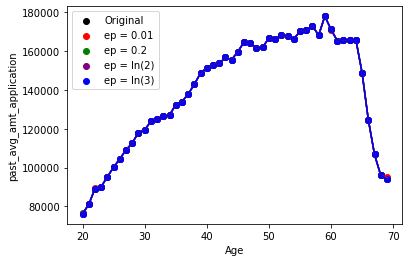 180000
160000
140000
120000
100000
80000
past_avg_amt_application
Original
ep = 0.01
ep = 0.2
ep = ln(2)
ep = ln(3)
20 30 40 50 60 70
Age